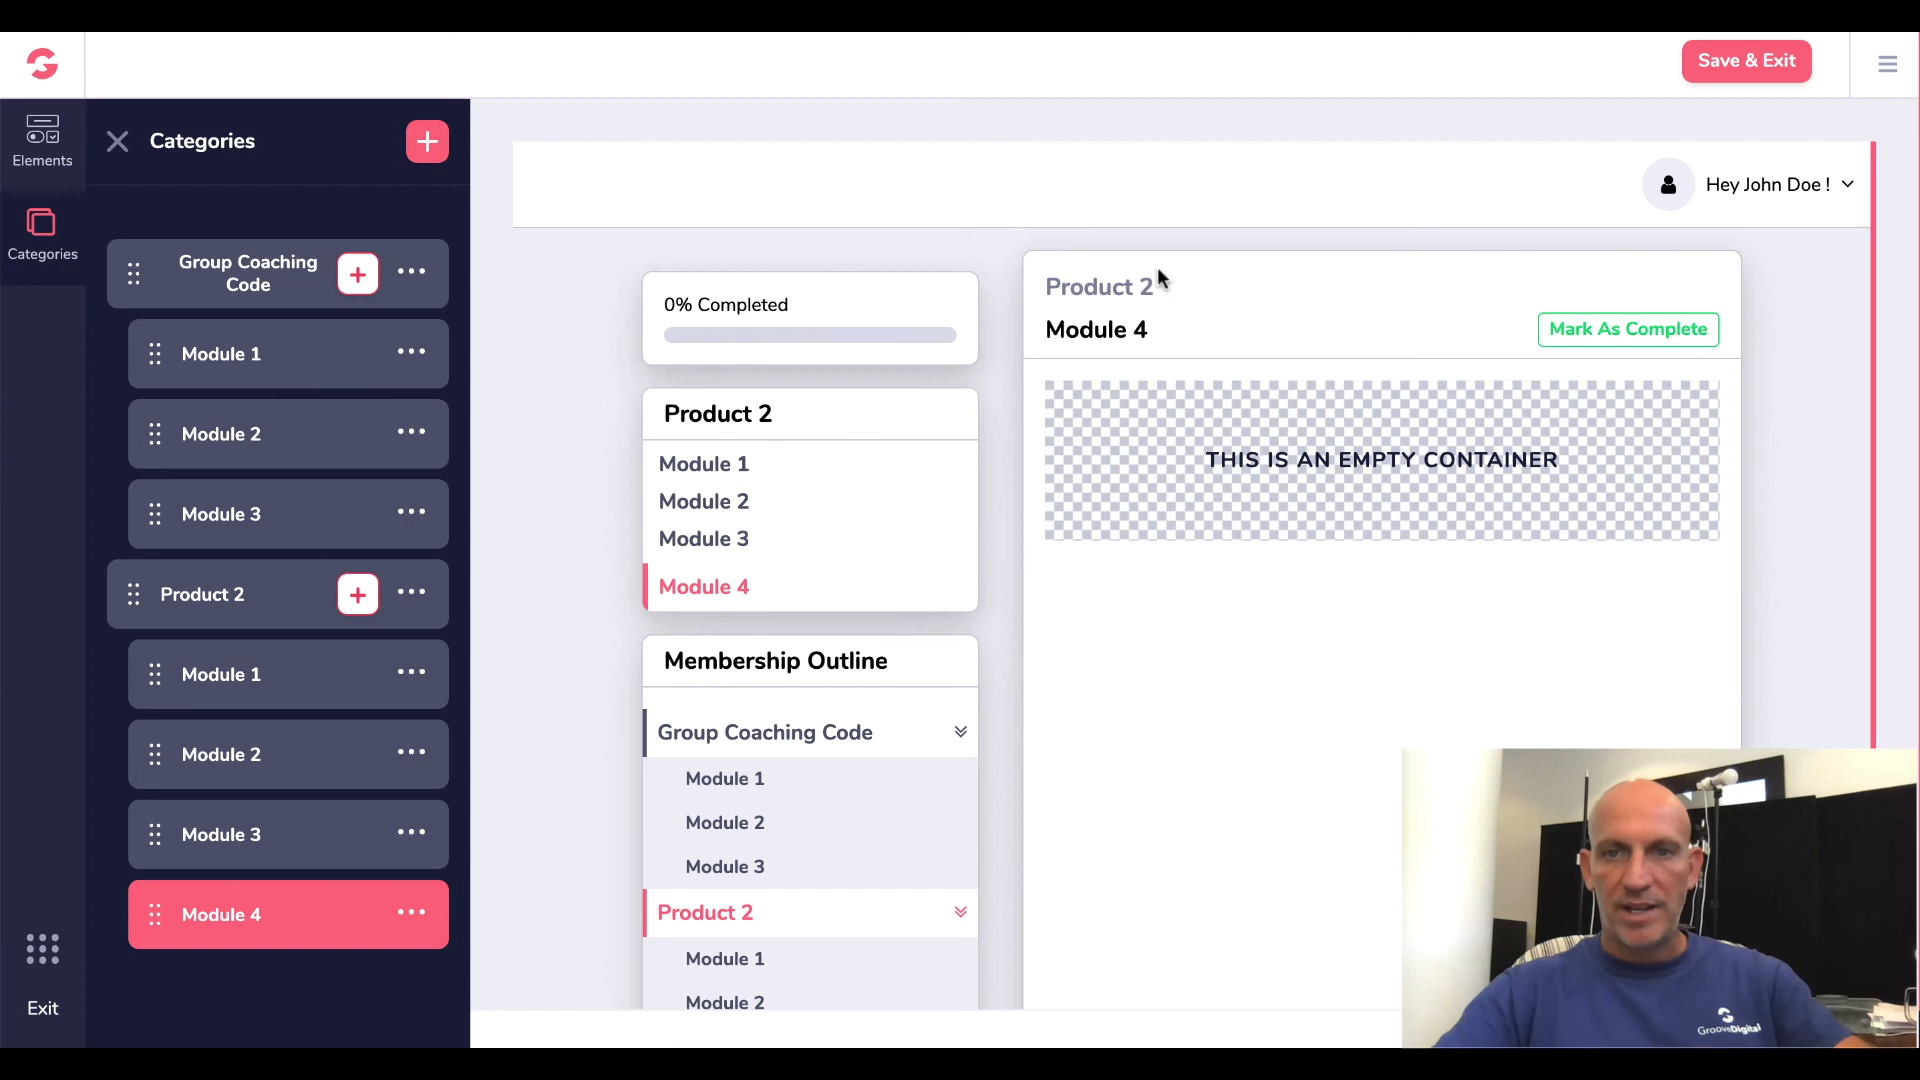 Save & Exit
Elements
Categories
Exit
Categories
Group Coaching
Code
Module 1
Module 2
Module 3
Product 2
Module 1
Module 2
Module 3
Module 4
Hey John Doe !
0% Completed
Product 2
Module 1
Module 2
Module 3
Module 4
Membership Outline
Group Coaching Code
Module 1
Module 2
Module 3
Product 2
Module 1
Module 2
Product 2
Module 4
Mark As Complete
THIS IS AN EMPTY CONTAINER
GrooveDigital